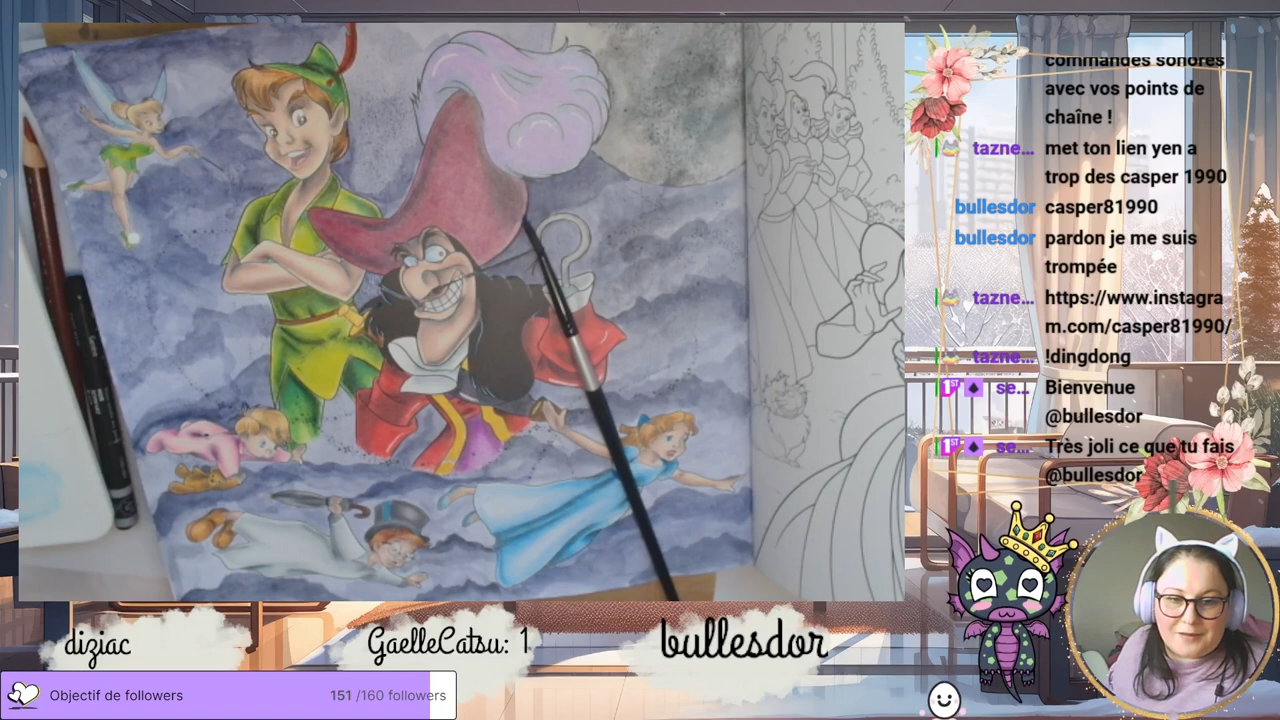 commandes sonores
avec vos points de
chaîne !
tazne... met ton lien yen a
trop des casper 1990
bullesdor casper81990
bullesdor pardon je me suis
trompée
tazne... https://www.instagra
m.com/casper81990/
tazne... !dingdong
1ST se... Bienvenue
@bullesdor
1ST se... Très joli ce que tu fais
@bullesdor
diziac
GaelleCatsu: 1
bullesdor
Objectif de followers 151 /160 followers